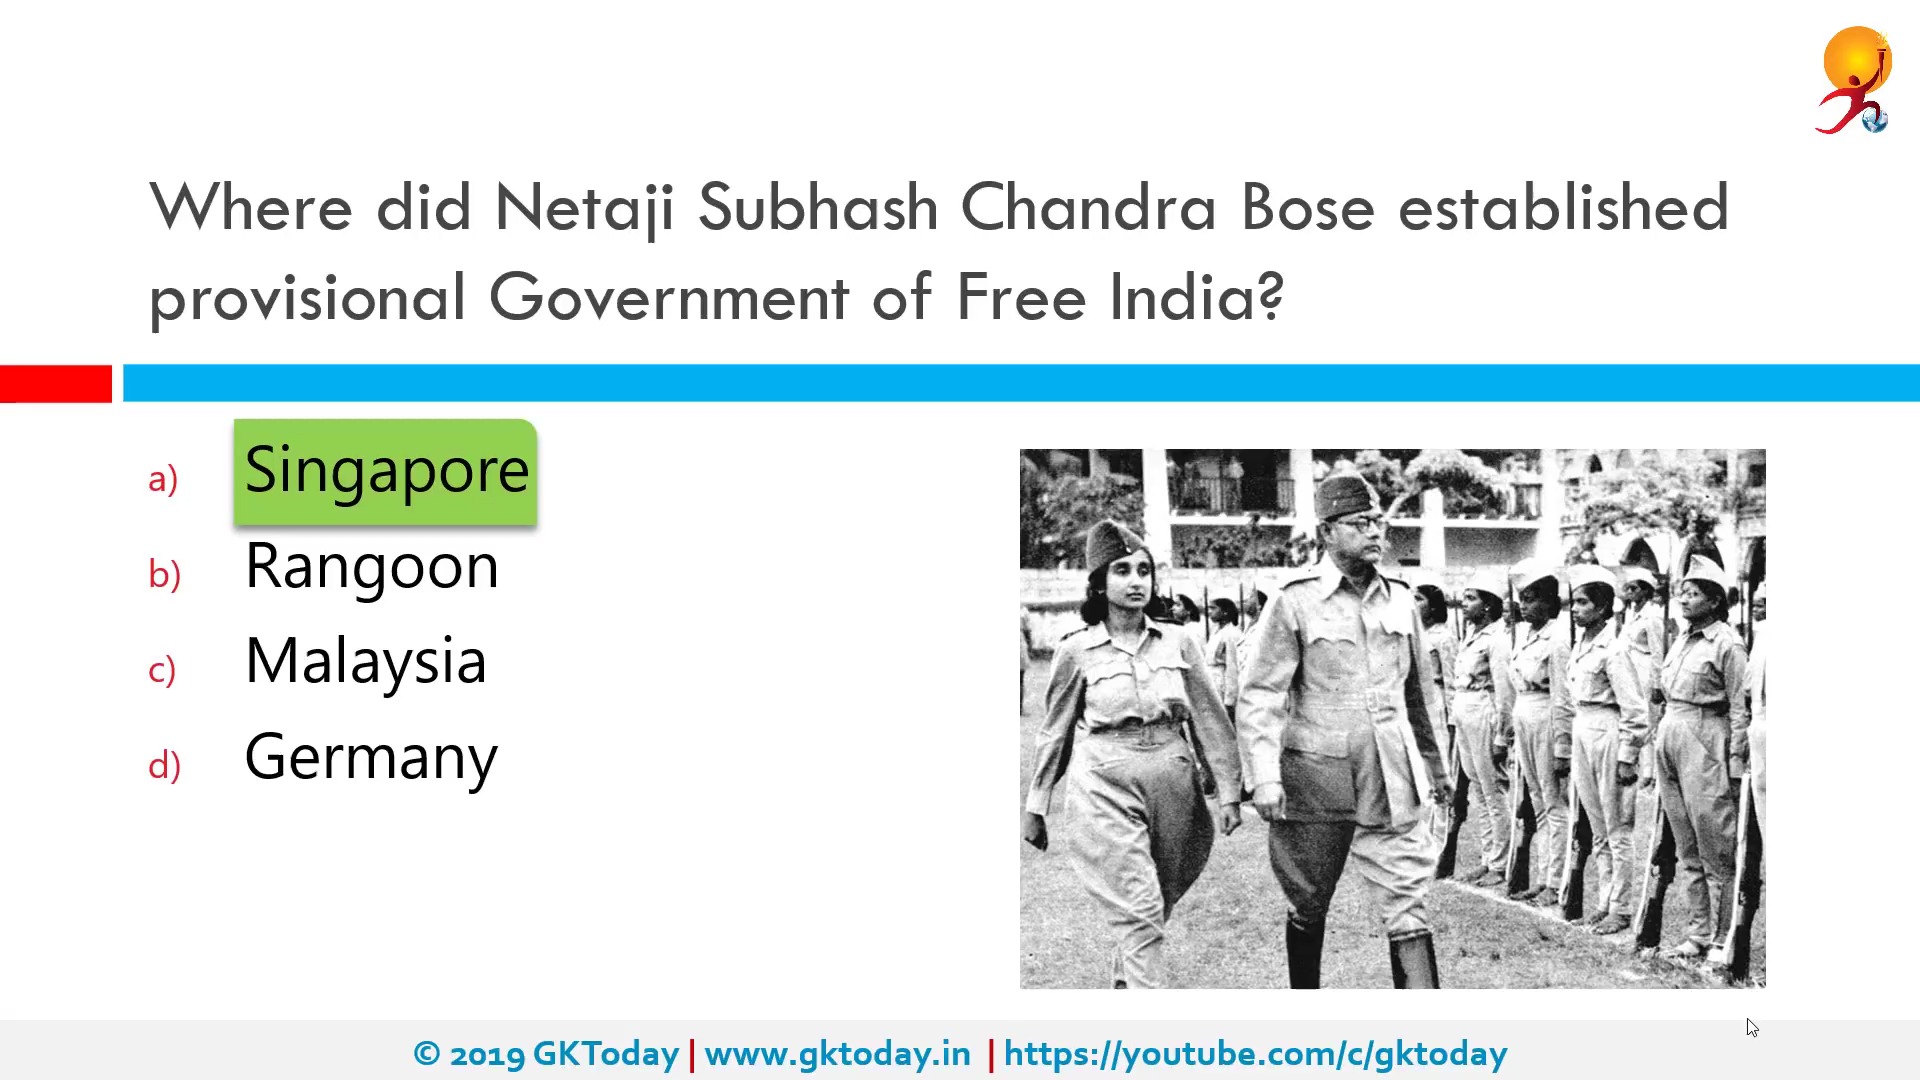 Where did Netaji Subhash Chandra Bose established
provisional Government of Free India?
a) Singapore
b) Rangoon
c) Malaysia
d) Germany
© 2019 GKToday | www.gktoday.in | https://youtube.com/c/gktoday